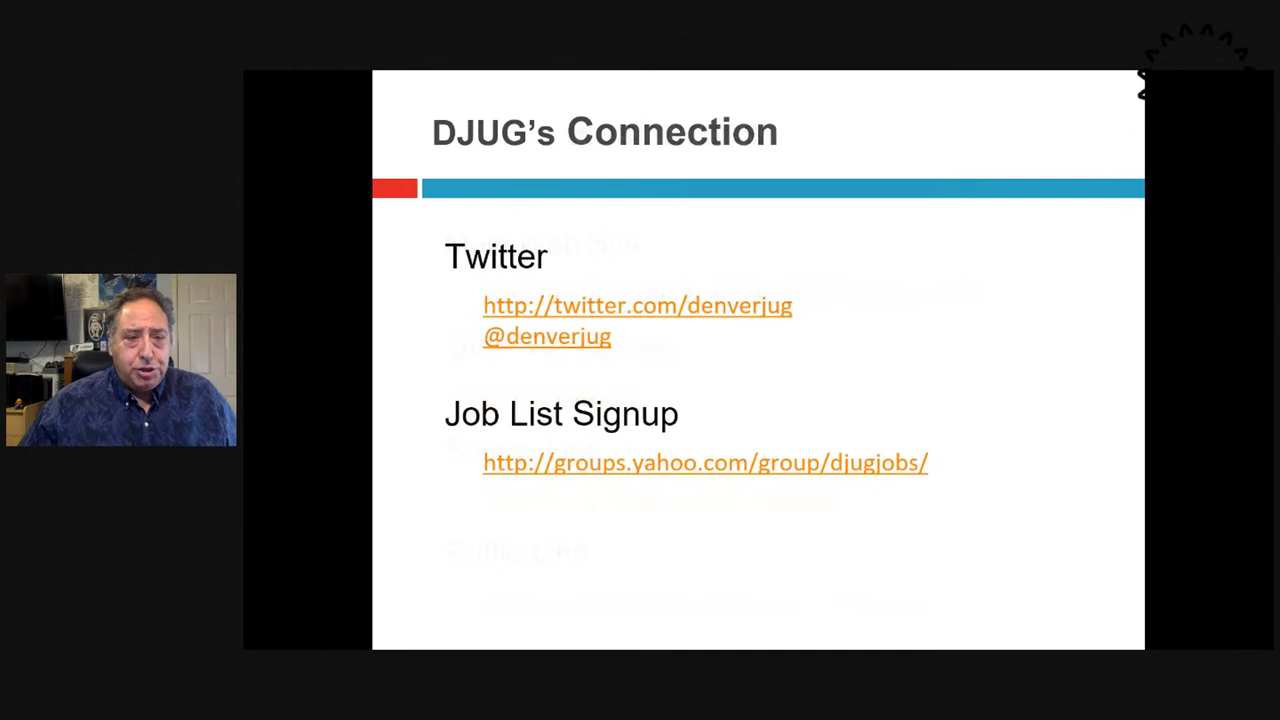 DJUG's Connection
Twitter
http://twitter.com/denverjug
@denverjug
Job List Signup
http://groups.yahoo.com/group/djugjobs/